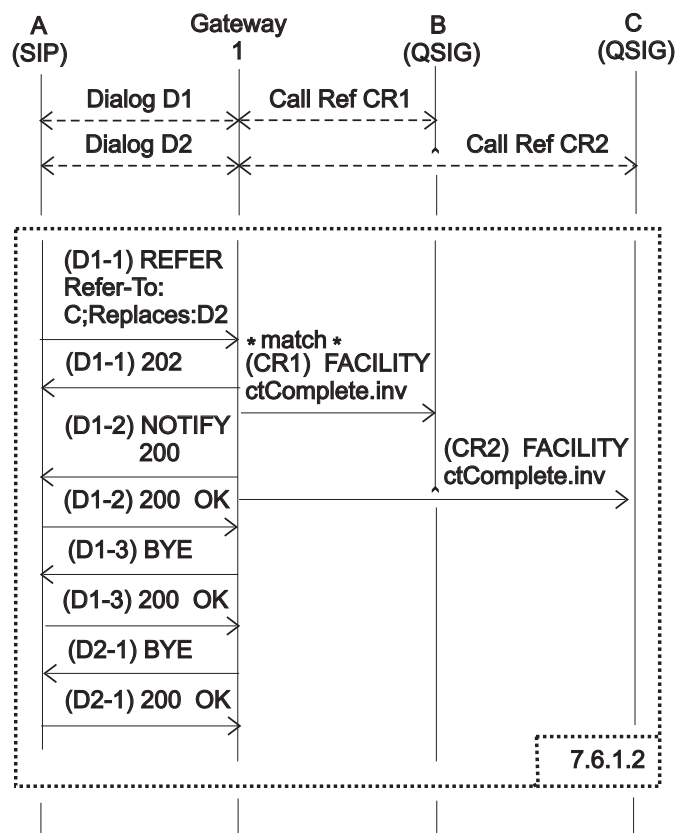 A
(SIP)
Gateway
1
B
(QSIG)
C
(QSIG)
Dialog D1
Call Ref CR1
Dialog D2
Call Ref CR2
(D1-1) REFER
Refer-To:
C;Replaces:D2
* match *
(D1-1) 202
(CR1) FACILITY
ctComplete.inv
(D1-2) NOTIFY
200
(CR2) FACILITY
ctComplete.inv
(D1-2) 200 OK
(D1-3) BYE
(D1-3) 200 OK
(D2-1) BYE
(D2-1) 200 OK
7.6.1.2